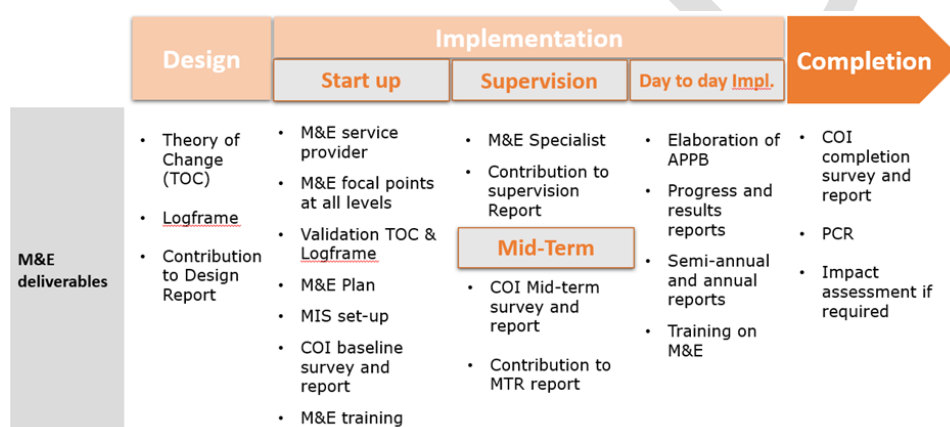 Design
Implementation
Completion
Start up
Supervision
Day to day Impl.
M&E
deliverables
• Theory of
Change
(TOC)
• Logframe
• Contribution
to Design
Report
• M&E service
provider
• M&E focal points
at all levels
• Validation TOC &
Logframe
• M&E Plan
• MIS set-up
• COI baseline
survey and
report
• M&E training
• M&E Specialist
• Contribution to
supervision
Report
Mid-Term
• COI Mid-term
survey and
report
• Contribution to
MTR report
• Elaboration of
APPB
• Progress and
results
reports
• Semi-annual
and annual
reports
• Training on
M&E
• COI
completion
survey and
report
• PCR
• Impact
assessment if
required